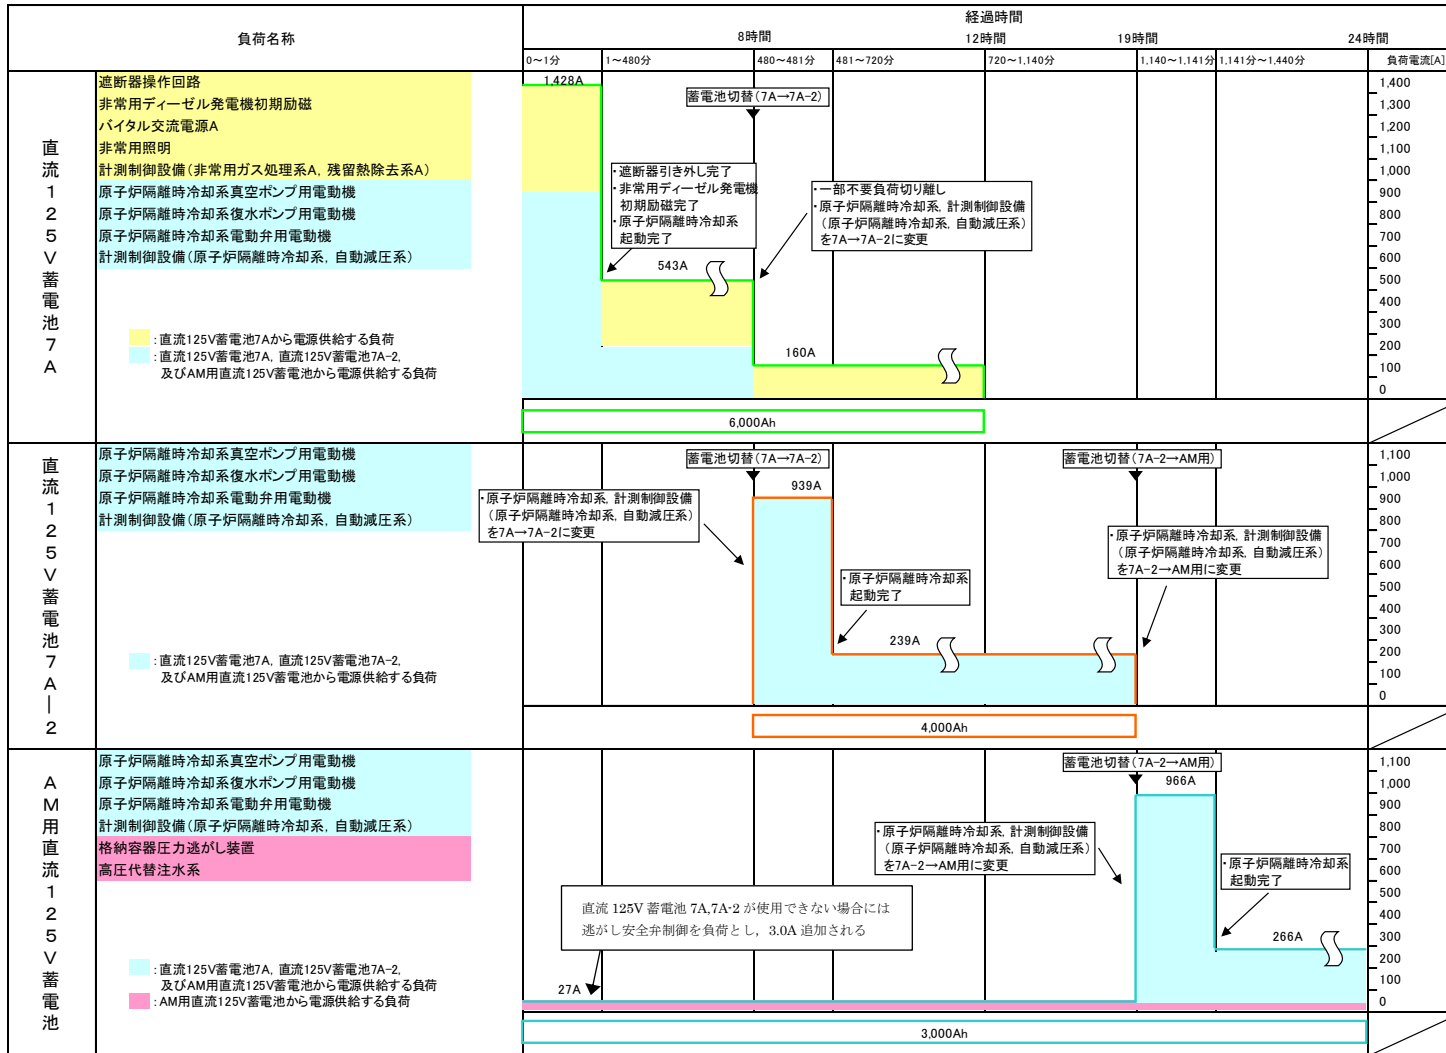 負荷名称
経過時間
8時間
12時間
19時間
24時間
0～1分
1～480分
480～481分
481～720分
720～1,140分
1,140～1,141分
1,141分～1,440分
負荷電流[A]
直流125V蓄電池7A
遮断器操作回路
非常用ディーゼル発電機初期励磁
バイタル交流電源A
非常用照明
計測制御設備(非常用ガス処理系A, 残留熱除去系A)
原子炉隔離時冷却系真空ポンプ用電動機
原子炉隔離時冷却系復水ポンプ用電動機
原子炉隔離時冷却系電動弁用電動機
計測制御設備(原子炉隔離時冷却系, 自動減圧系)
:直流125V蓄電池7Aから電源供給する負荷
:直流125V蓄電池7A, 直流125V蓄電池7A-2,
及びAM用直流125V蓄電池から電源供給する負荷
1,428A
蓄電池切替(7A→7A-2)
・遮断器引き外し完了
・非常用ディーゼル発電機
初期励磁完了
・原子炉隔離時冷却系
起動完了
・一部不要負荷切り離し
・原子炉隔離時冷却系, 計測制御設備
(原子炉隔離時冷却系, 自動減圧系)
を7A→7A-2に変更
543A
160A
6,000Ah
1,400
1,300
1,200
1,100
1,000
900
800
700
600
500
400
300
200
100
0
直流125V蓄電池7A—2
原子炉隔離時冷却系真空ポンプ用電動機
原子炉隔離時冷却系復水ポンプ用電動機
原子炉隔離時冷却系電動弁用電動機
計測制御設備(原子炉隔離時冷却系, 自動減圧系)
:直流125V蓄電池7A, 直流125V蓄電池7A-2,
及びAM用直流125V蓄電池から電源供給する負荷
蓄電池切替(7A→7A-2)
蓄電池切替(7A-2→AM用)
939A
・原子炉隔離時冷却系, 計測制御設備
(原子炉隔離時冷却系, 自動減圧系)
を7A→7A-2に変更
・原子炉隔離時冷却系
起動完了
・原子炉隔離時冷却系, 計測制御設備
(原子炉隔離時冷却系, 自動減圧系)
を7A-2→AM用に変更
239A
4,000Ah
1,100
1,000
900
800
700
600
500
400
300
200
100
0
AM用直流125V蓄電池
原子炉隔離時冷却系真空ポンプ用電動機
原子炉隔離時冷却系復水ポンプ用電動機
原子炉隔離時冷却系電動弁用電動機
計測制御設備(原子炉隔離時冷却系, 自動減圧系)
格納容器圧力逃がし装置
高圧代替注水系
:直流125V蓄電池7A, 直流125V蓄電池7A-2,
及びAM用直流125V蓄電池から電源供給する負荷
:AM用直流125V蓄電池から電源供給する負荷
蓄電池切替(7A-2→AM用)
966A
・原子炉隔離時冷却系, 計測制御設備
(原子炉隔離時冷却系, 自動減圧系)
を7A-2→AM用に変更
・原子炉隔離時冷却系
起動完了
直流 125V 蓄電池 7A,7A-2 が使用できない場合には
逃がし安全弁制御を負荷とし, 3.0A 追加される
27A
266A
3,000Ah
1,100
1,000
900
800
700
600
500
400
300
200
100
0